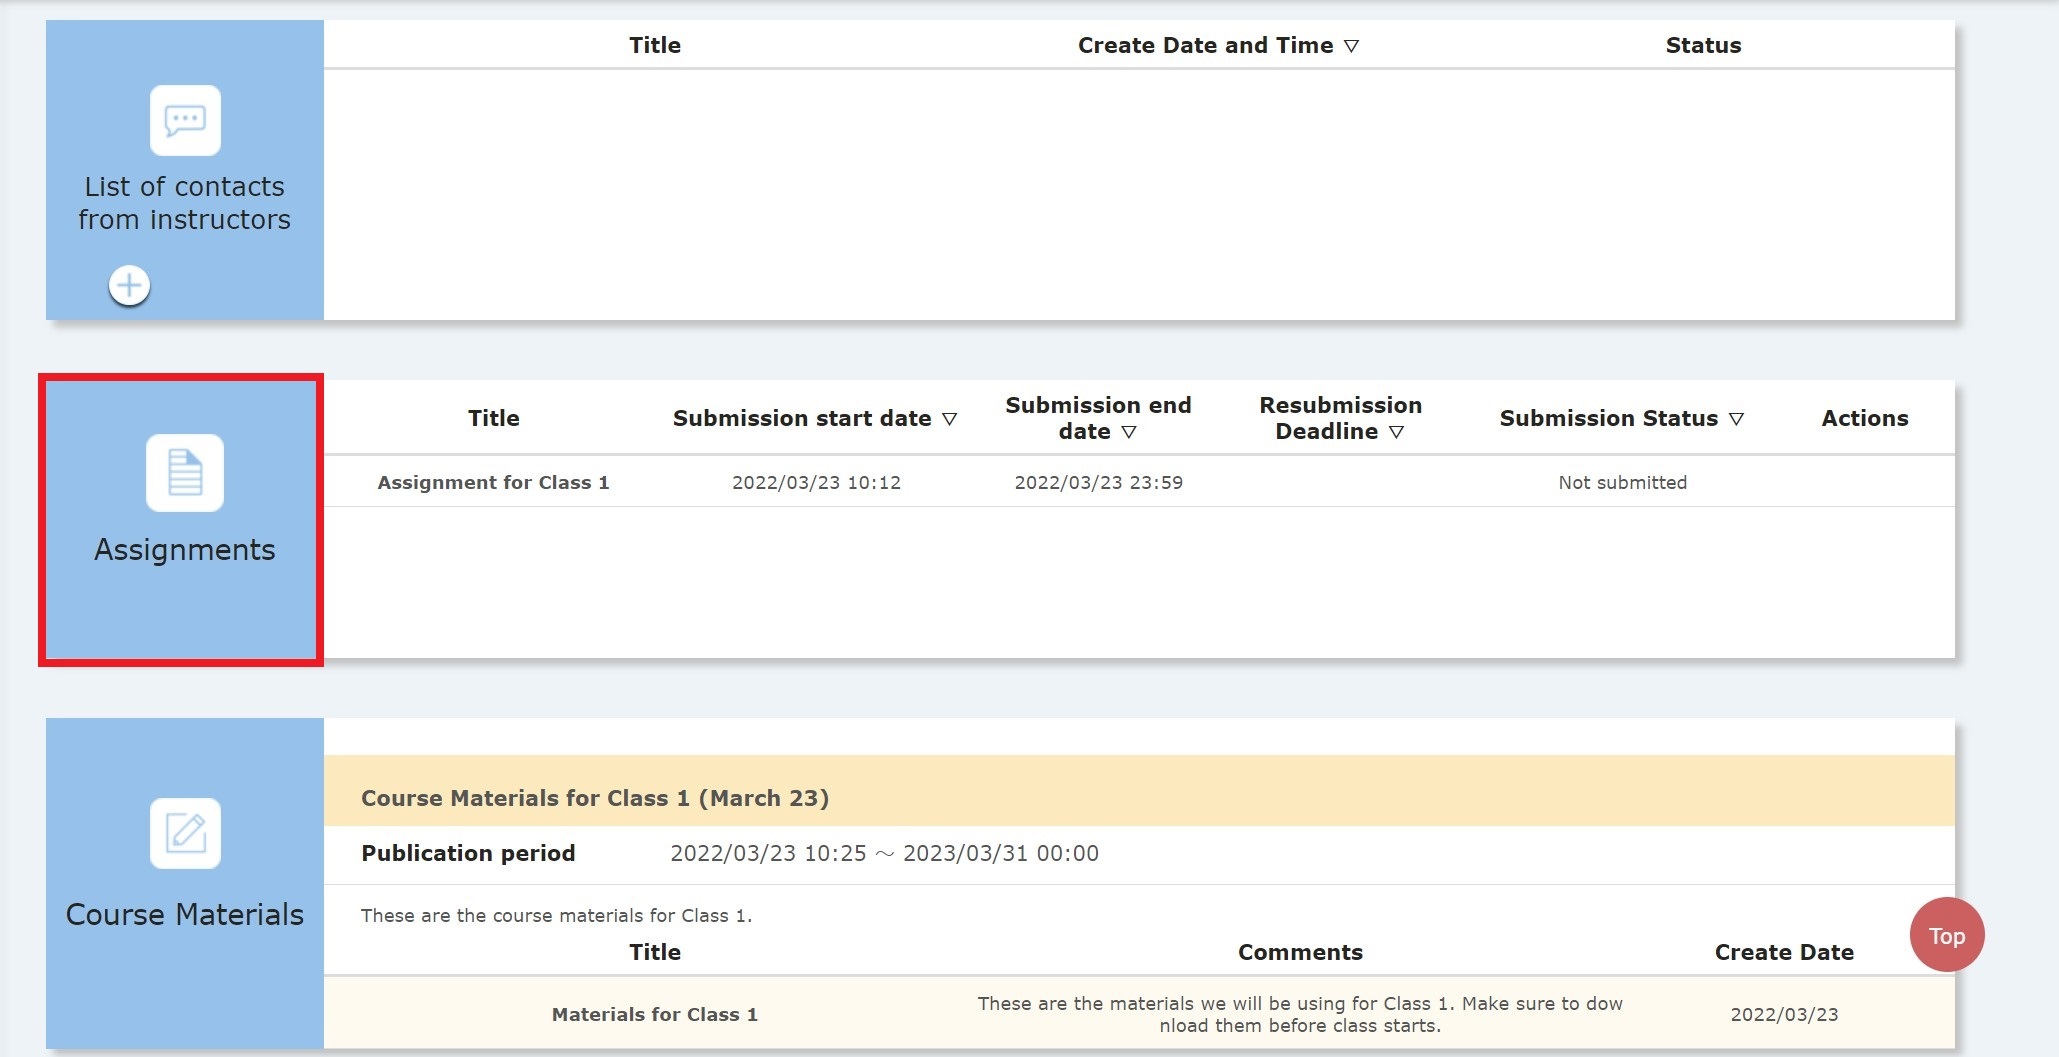 Title Create Date and Time ▽ Status
List of contacts
from instructors
Title Submission start date ▽ Submission end
date ▽ Resubmission
Deadline ▽ Submission Status ▽ Actions
Assignment for Class 1 2022/03/23 10:12 2022/03/23 23:59 Not submitted
Assignments
Course Materials for Class 1 (March 23)
Publication period 2022/03/23 10:25 ～ 2023/03/31 00:00
Course Materials
These are the course materials for Class 1.
Top
Title Comments Create Date
Materials for Class 1 These are the materials we will be using for Class 1. Make sure to dow
nload them before class starts. 2022/03/23